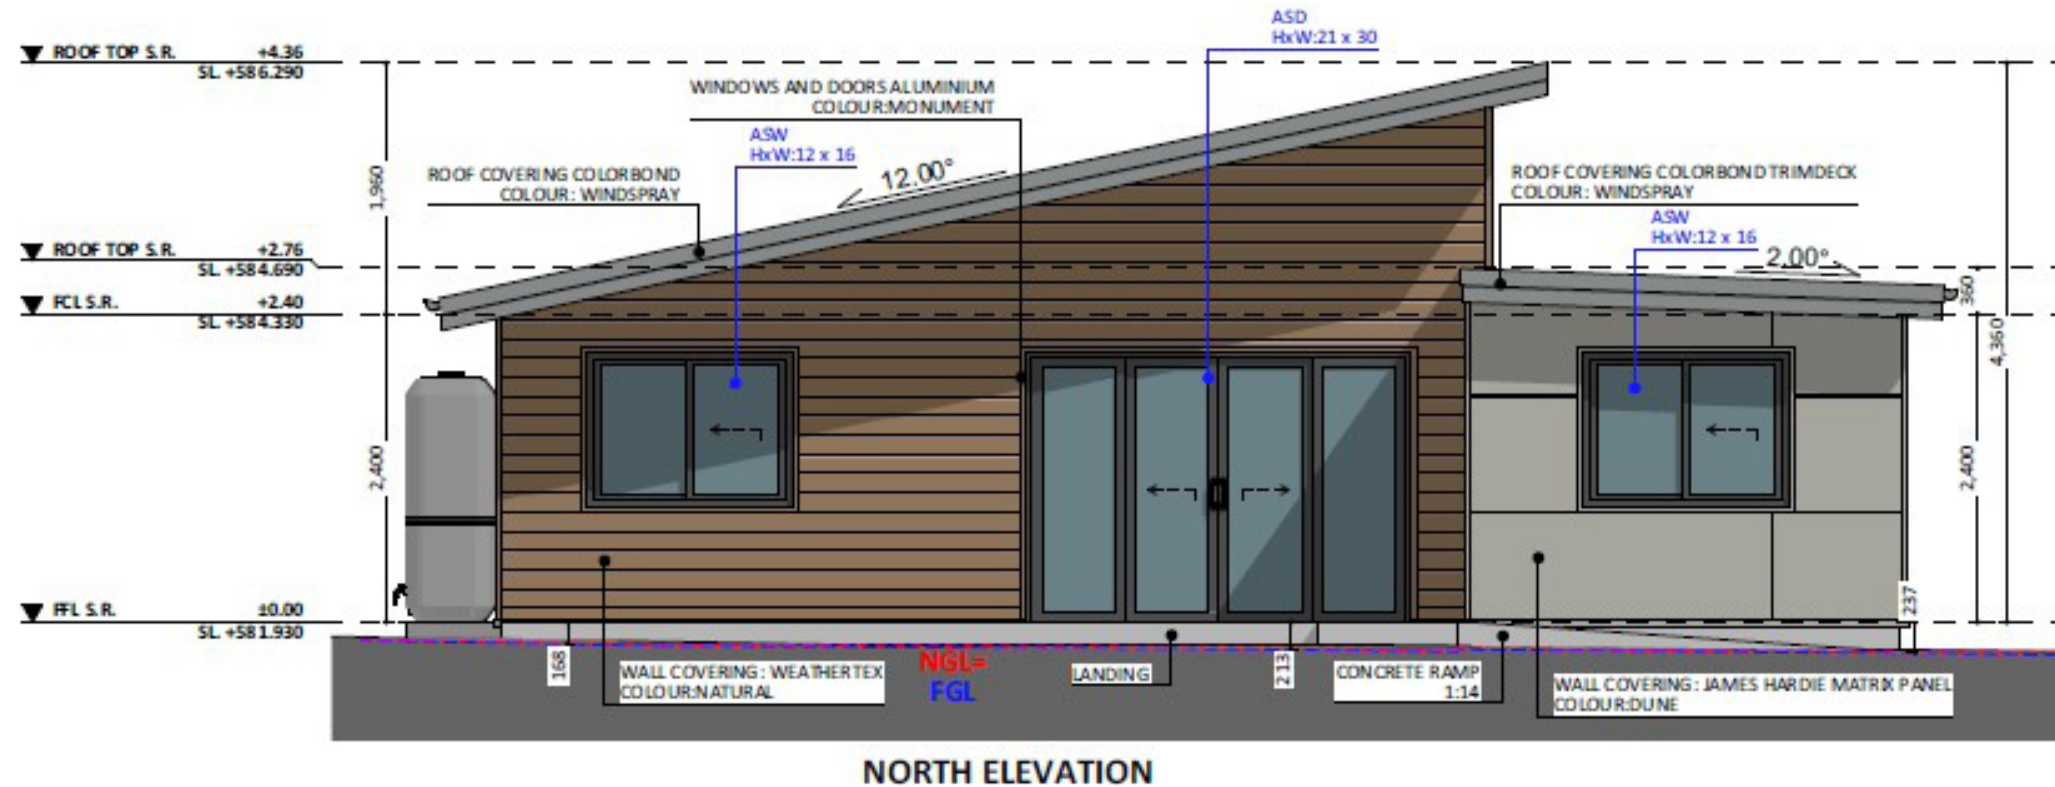 ROOF TOP S.R. +4.36
SL +586.290
ROOF TOP S.R. +2.76
SL +584.690
FCL S.R. +2.40
SL +584.330
FFL S.R. ±0.00
SL +581.930
1,960
2,400
ASD
HxW:21 x 30
WINDOWS AND DOORS ALUMINIUM
COLOUR:MONUMENT
ASW
HxW:12 x 16
ROOF COVERING COLORBOND
COLOUR: WINDSPRAY
12.00°
ROOF COVERING COLORBOND TRIMDECK
COLOUR: WINDSPRAY
ASW
HxW:12 x 16
2.00°
360
4,360
2,400
237
168
WALL COVERING: WEATHERTEX
COLOUR:NATURAL
NGL=
FGL
LANDING
213
CONCRETE RAMP
1:14
WALL COVERING: JAMES HARDIE MATRIX PANEL
COLOUR:DUNE
NORTH ELEVATION